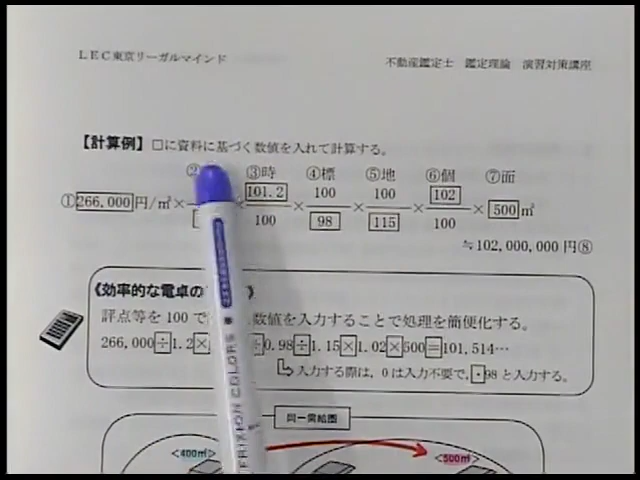 LEC東京リーガルマインド
不動産鑑定士 鑑定理論 演習対策講座
【計算例】□に資料に基づく数値を入れて計算する。
② ③時 ④標 ⑤地 ⑥個 ⑦面
101.2 100 100 102
①266,000円/㎡× × × × × ×500㎡
100 98 115 100
≒102,000,000円⑧
《効率的な電卓の
評点等を100で 数値を入力することで処理を簡便化する。
266,000÷1.2× ÷0.98÷1.15×1.02×500=101,514…
入力する際は，0は入力不要で，・98と入力する。
FRIXION COLORS
同一需給圏
<400㎡> <500㎡>